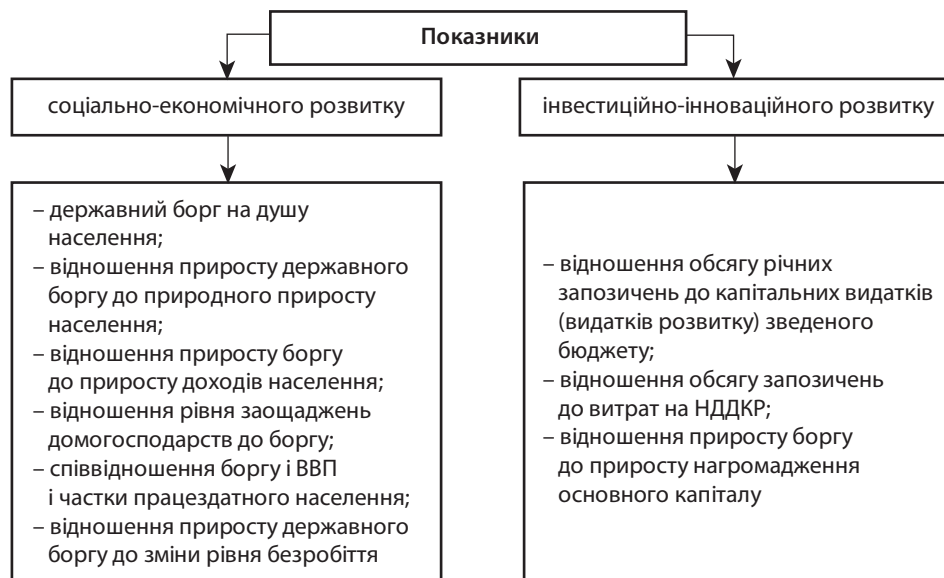 Показники
соціально-економічного розвитку
інвестиційно-інноваційного розвитку
– державний борг на душу
населення;
– відношення приросту державного
боргу до природного приросту
населення;
– відношення приросту боргу
до приросту доходів населення;
– відношення рівня заощаджень
домогосподарств до боргу;
– співвідношення боргу і ВВП
і частки працездатного населення;
– відношення приросту державного
боргу до зміни рівня безробіття
– відношення обсягу річних
запозичень до капітальних видатків
(видатків розвитку) зведеного
бюджету;
– відношення обсягу запозичень
до витрат на НДДКР;
– відношення приросту боргу
до приросту нагромадження
основного капіталу